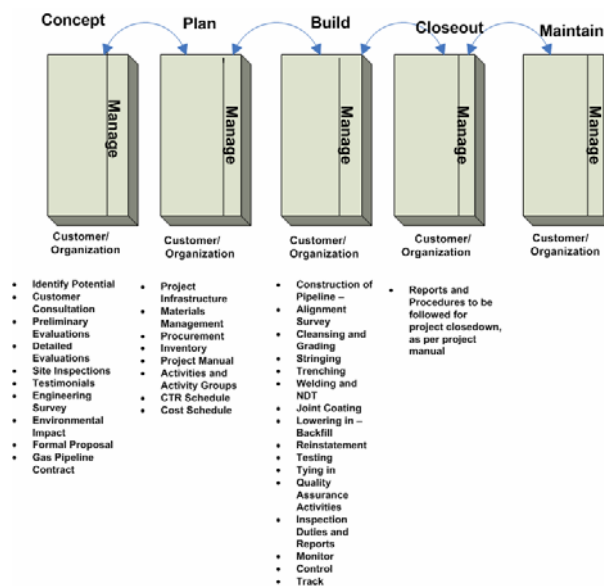 Concept
Plan
Build
Closeout
Maintain
Manage
Manage
Manage
Manage
Manage
Customer/
Organization
Customer/
Organization
Customer/
Organization
Customer/
Organization
Customer/
Organization
• Identify Potential
• Customer
Consultation
• Preliminary
Evaluations
• Detailed
Evaluations
• Site Inspections
• Testimonials
• Engineering
Survey
• Environmental
Impact
• Formal Proposal
• Gas Pipeline
Contract
• Project
Infrastructure
• Materials
Management
• Procurement
• Inventory
• Project Manual
• Activities and
Activity Groups
• CTR Schedule
• Cost Schedule
• Construction of
Pipeline –
• Alignment
Survey
• Cleansing and
Grading
• Stringing
• Trenching
• Welding and
NDT
• Joint Coating
• Lowering in –
Backfill
• Reinstatement
• Testing
• Tying in
• Quality
Assurance
Activities
• Inspection
Duties and
Reports
• Monitor
• Control
• Track
• Reports and
Procedures to be
followed for
project closedown,
as per project
manual